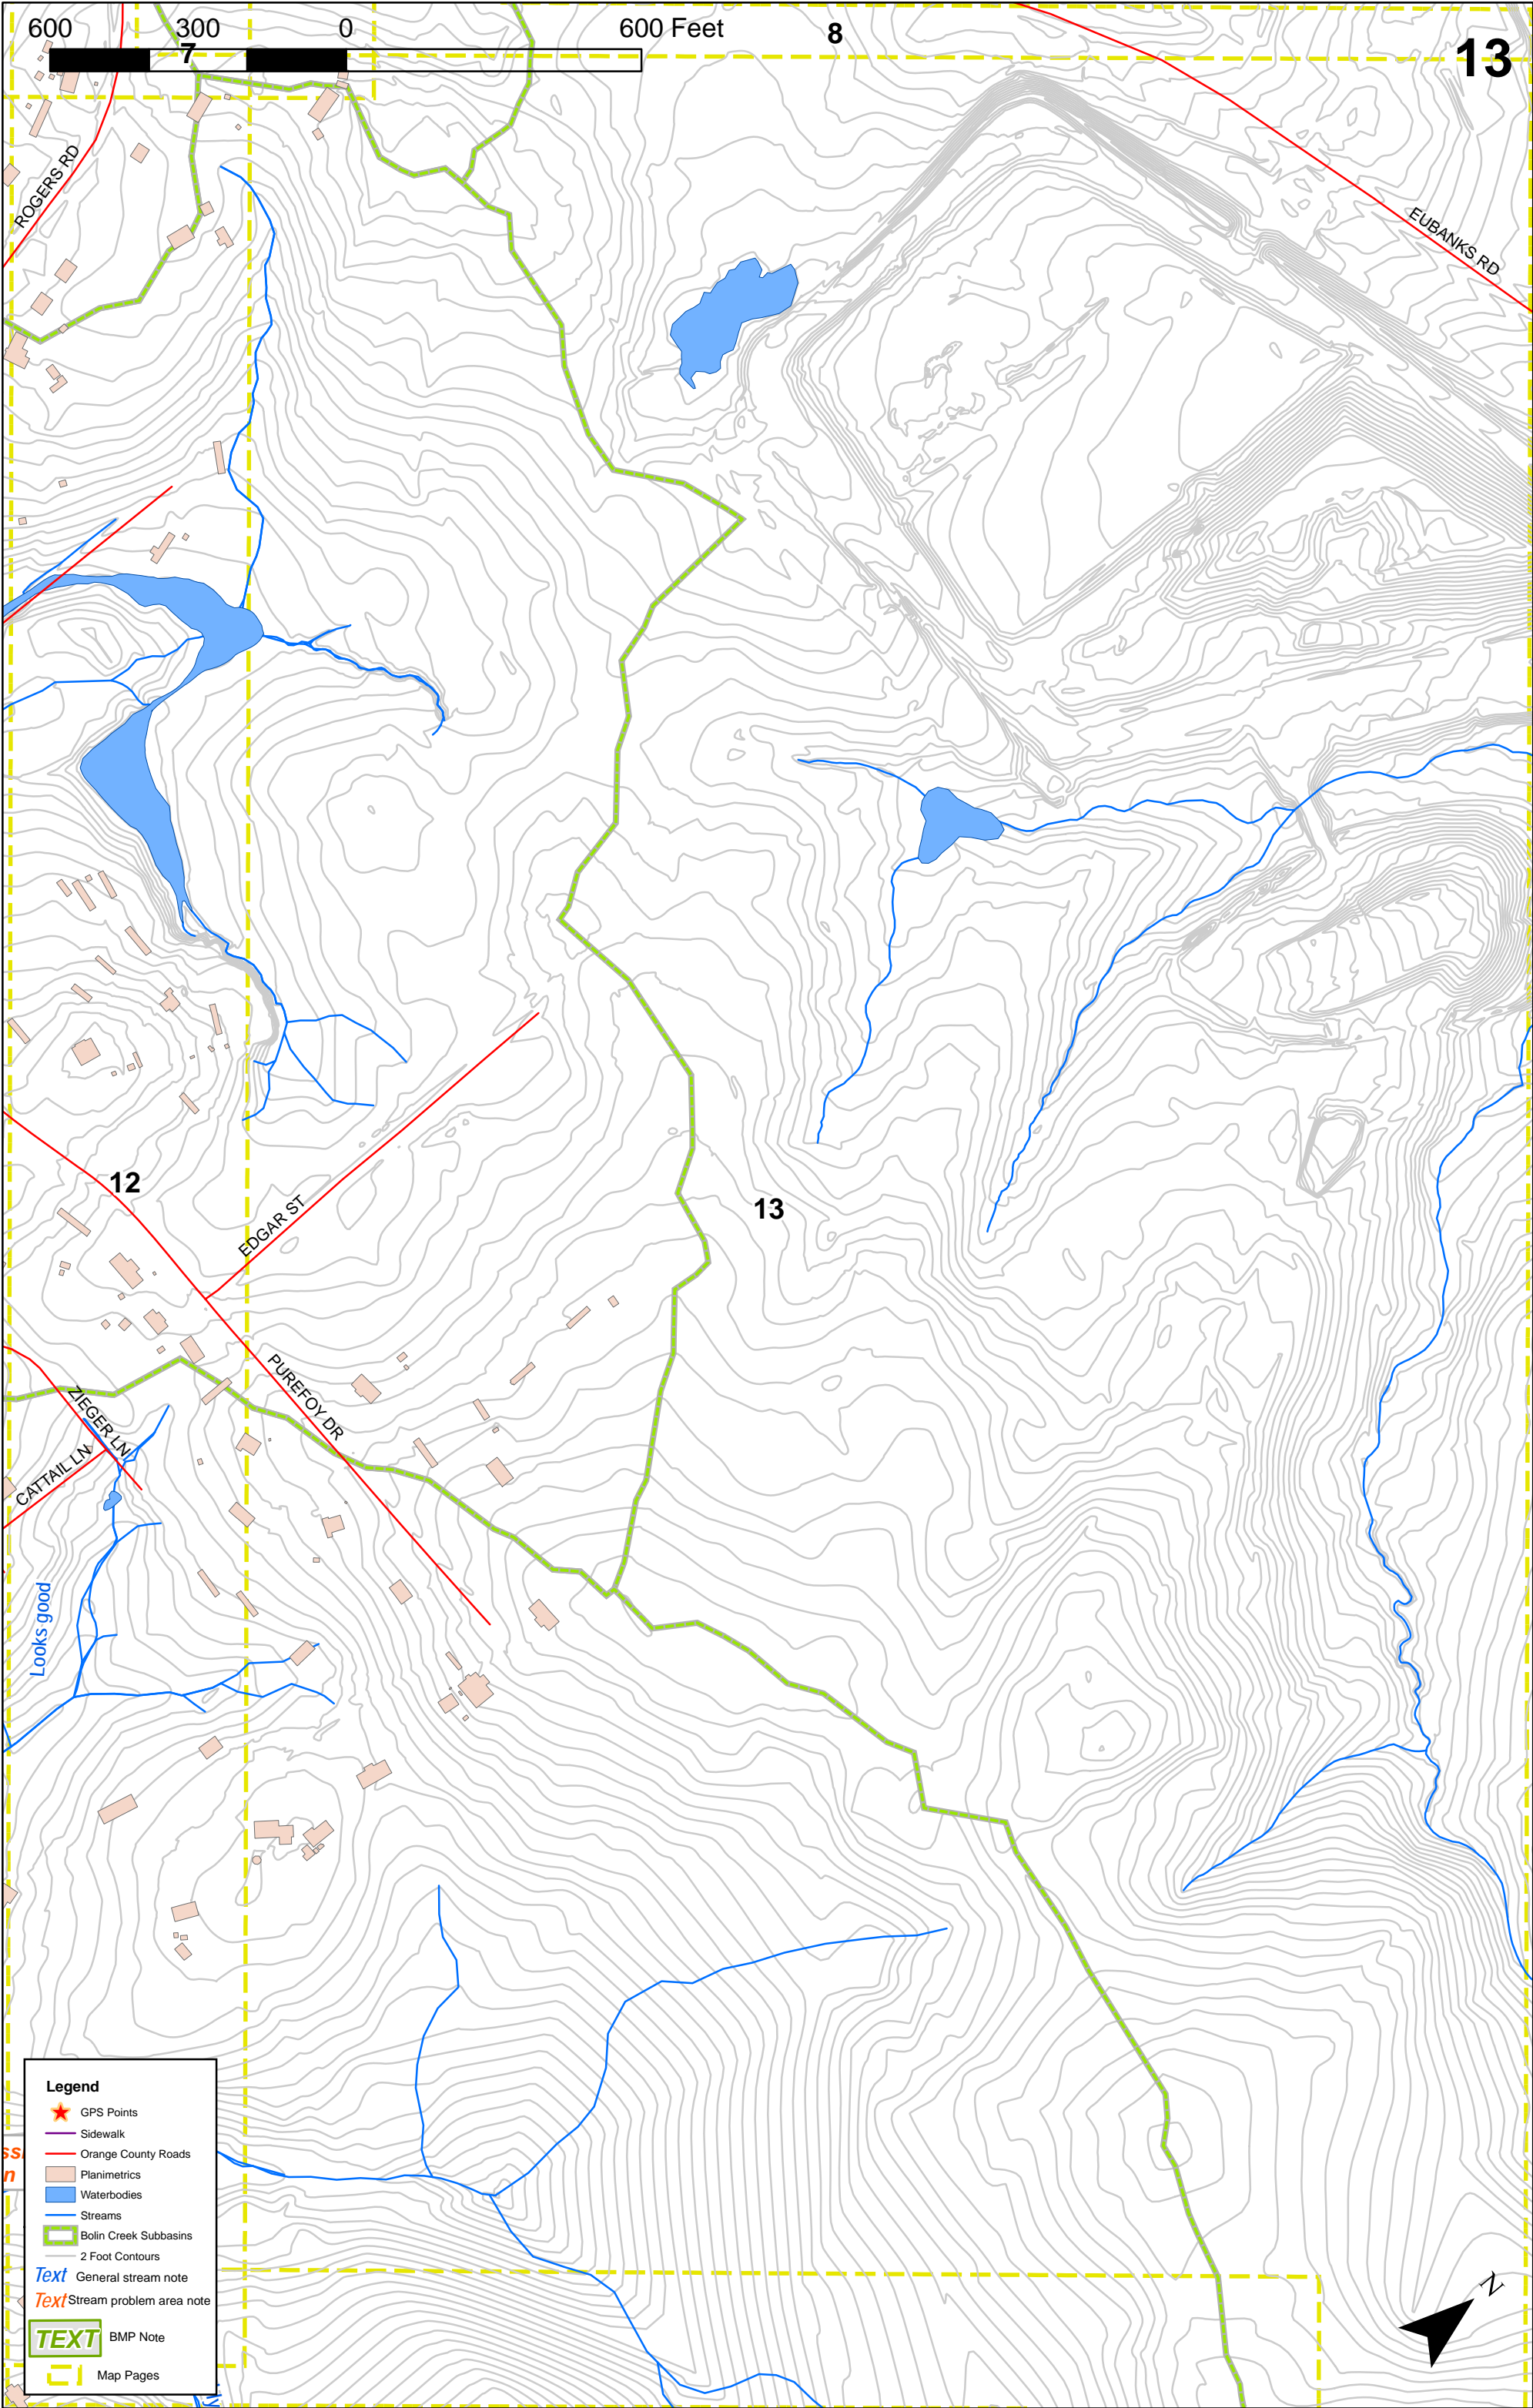 600 300 0 600 Feet
7
8
13
ROGERS RD
EUBANKS RD
12
13
EDGAR ST
PUREFOY DR
ZIEGER LN
CATTAIL LN
Looks good
Legend
GPS Points
Sidewalk
Orange County Roads
Planimetrics
Waterbodies
Streams
Bolin Creek Subbasins
2 Foot Contours
Text General stream note
Text Stream problem area note
TEXT BMP Note
Map Pages
N